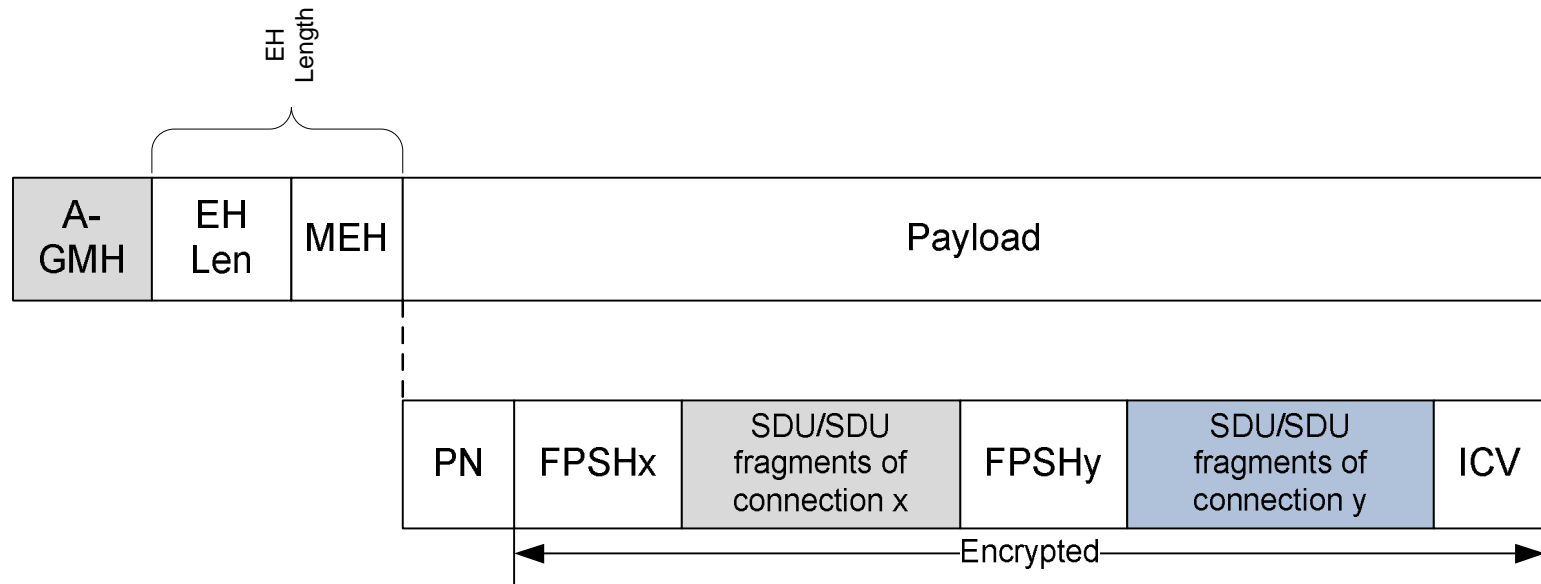 EH
Length
A-
GMH
EH
Len
MEH
Payload
PN
FPSHx
SDU/SDU
fragments of
connection x
FPSHy
SDU/SDU
fragments of
connection y
ICV
Encrypted